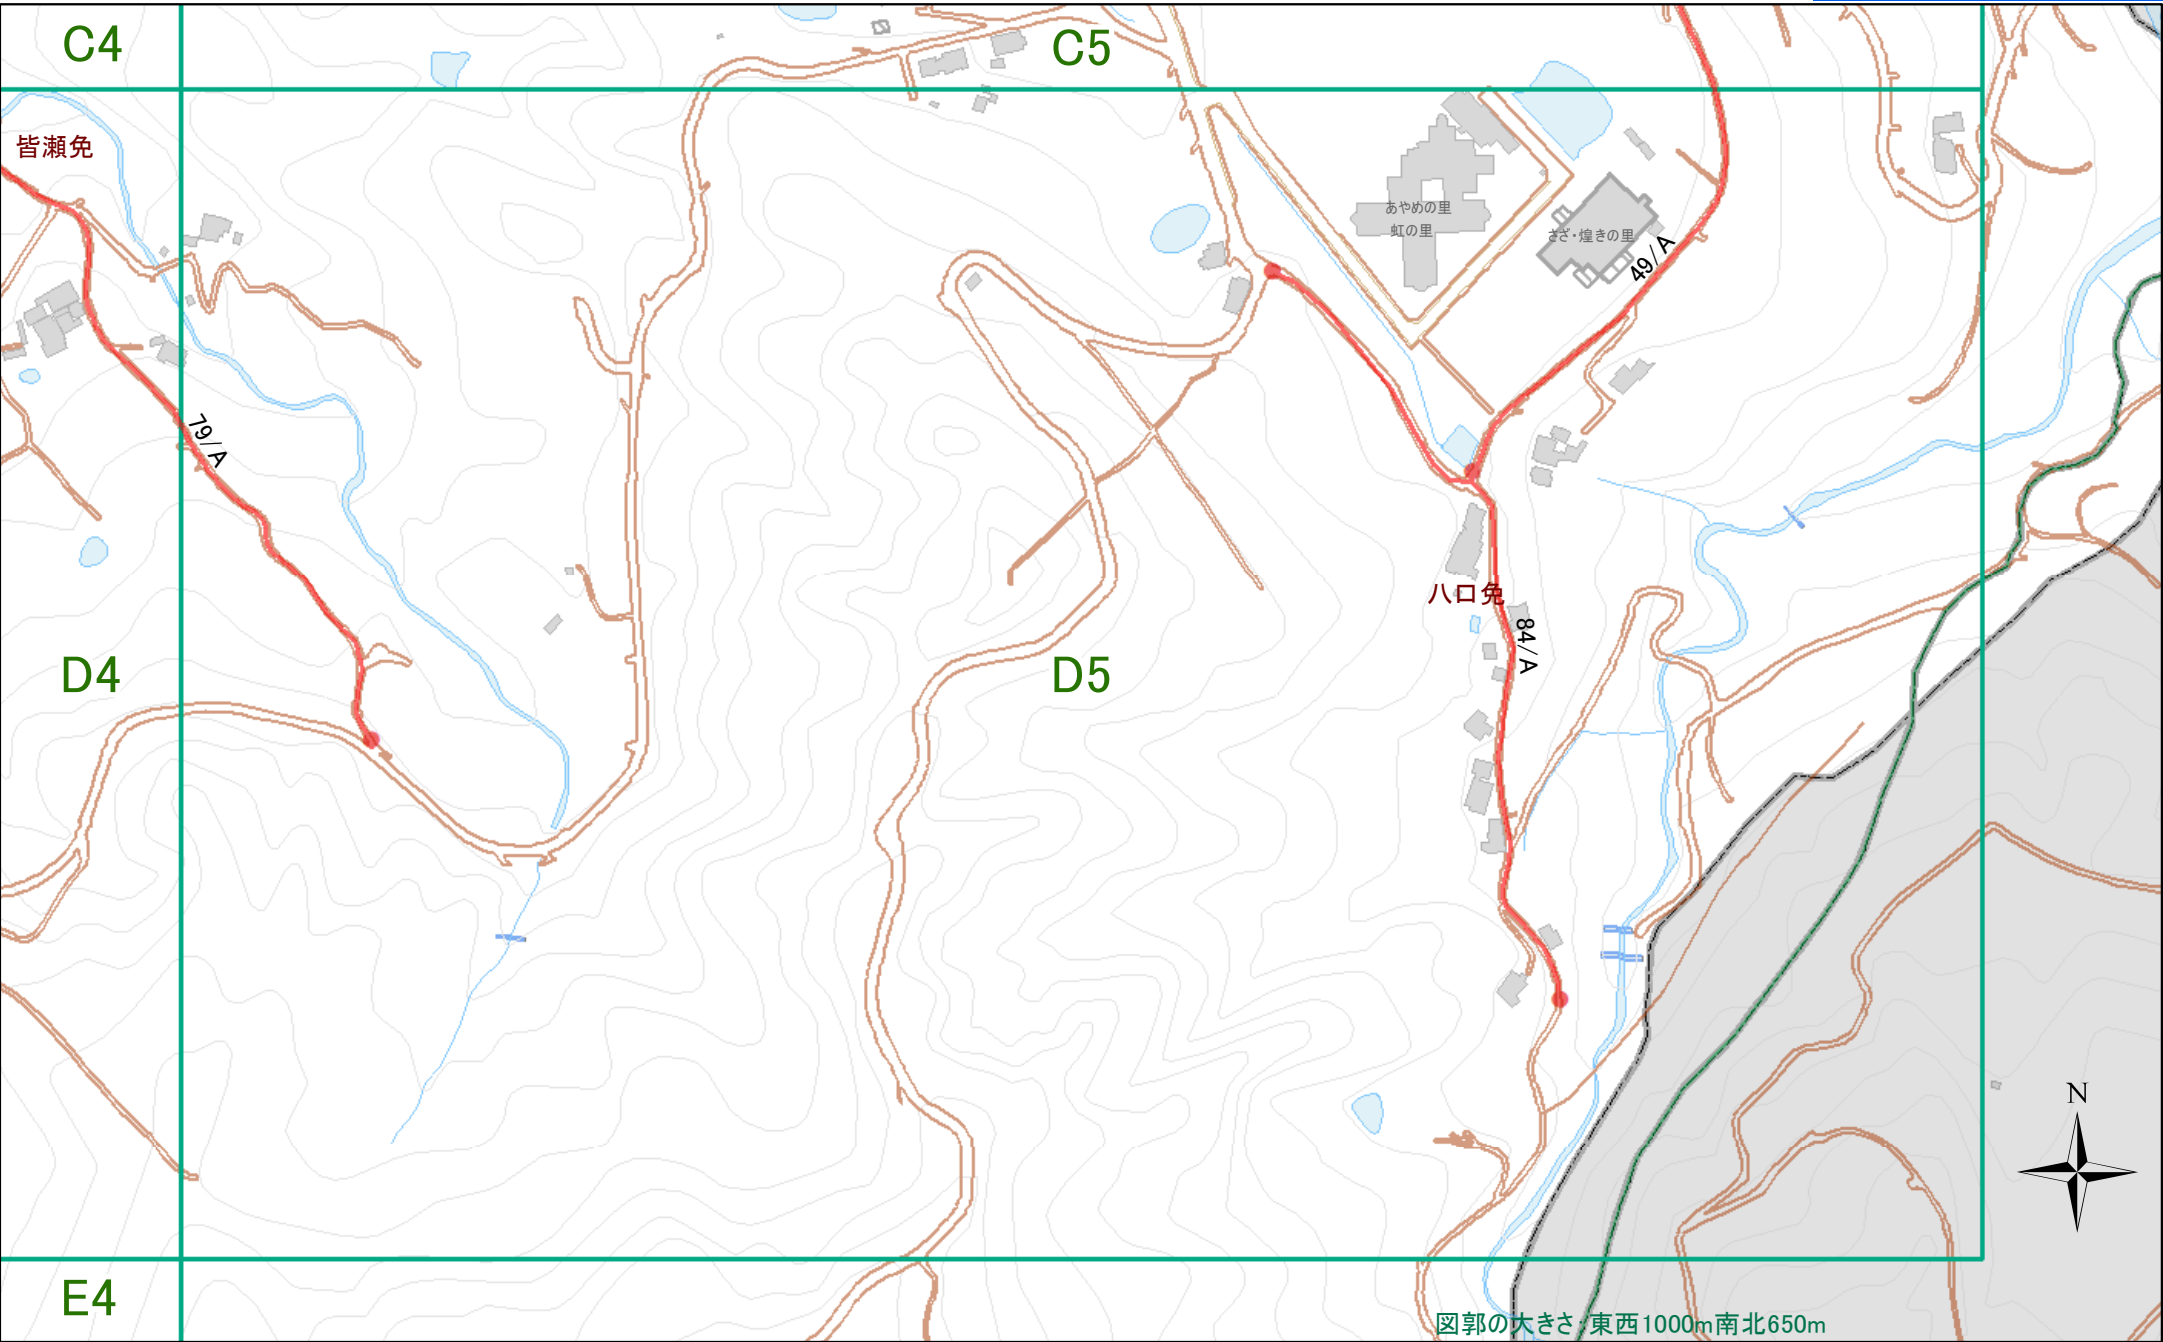 C4
C5
皆瀬免
あやめの里
虹の里
さざ・煌きの里
49/A
79/A
八口免
84/A
D4
D5
N
E4
図郭の大きさ:東西1000m南北650m